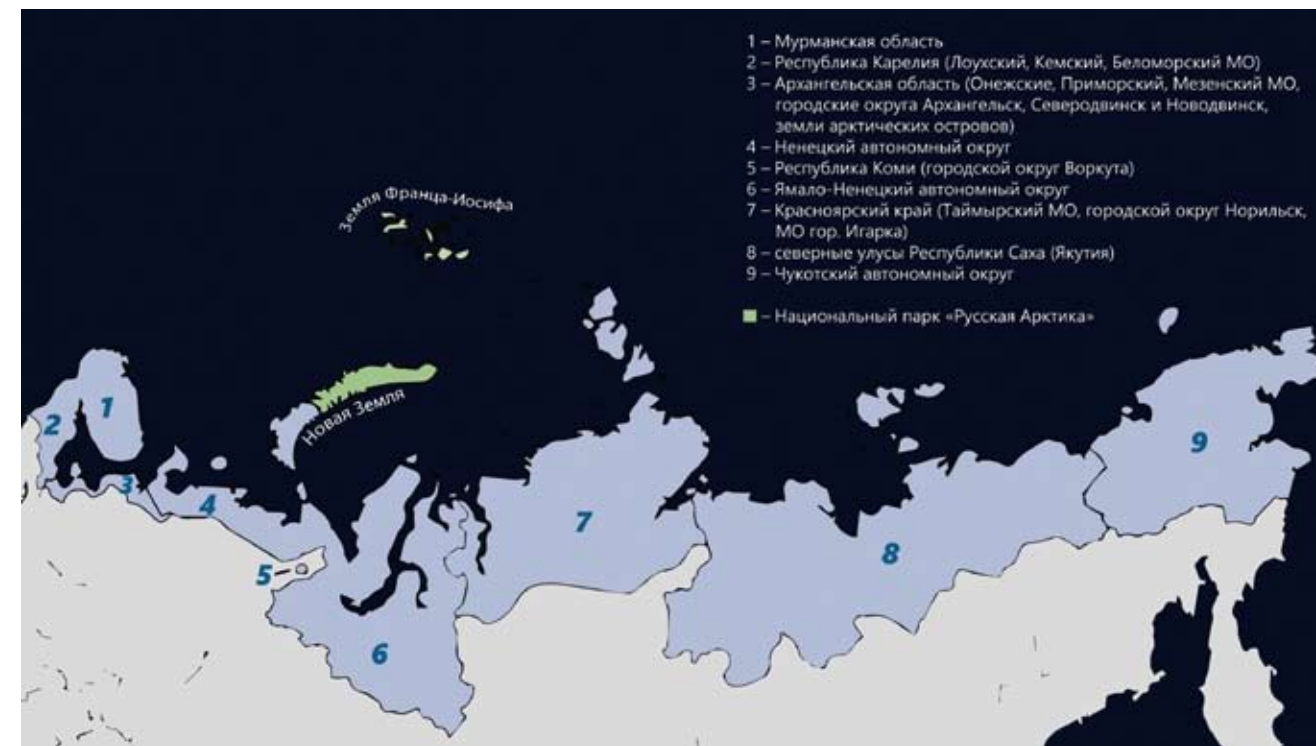 1 – Мурманская область
2 – Республика Карелия (Лоухский, Кемский, Беломорский МО)
3 – Архангельская область (Онежские, Приморский, Мезенский МО,
городские округа Архангельск, Северодвинск и Новодвинск,
земли арктических островов)
4 – Ненецкий автономный округ
5 – Республика Коми (городской округ Воркута)
6 – Ямало-Ненецкий автономный округ
7 – Красноярский край (Таймырский МО, городской округ Норильск,
МО гор. Игарка)
8 – северные улусы Республики Саха (Якутия)
9 – Чукотский автономный округ
– Национальный парк «Русская Арктика»
Земля Франца-Иосифа
Новая Земля
1
2
3
4
5
6
7
8
9